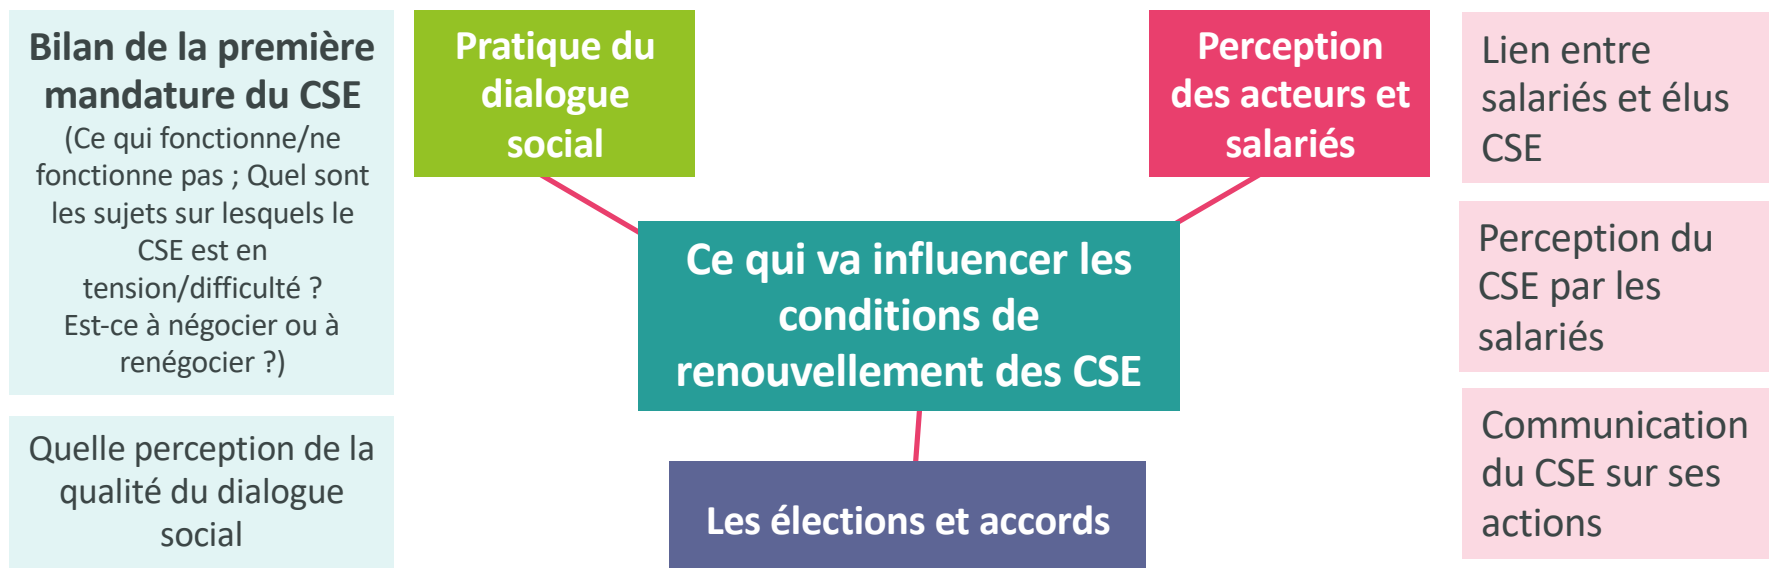 Bilan de la première
mandature du CSE
(Ce qui fonctionne/ne
fonctionne pas ; Quel sont
les sujets sur lesquels le
CSE est en
tension/difficulté ?
Est-ce à négocier ou à
renégocier ?)
Quelle perception de la
qualité du dialogue
social
Pratique du
dialogue
social
Ce qui va influencer les
conditions de
renouvellement des CSE
Les élections et accords
Perception
des acteurs et
salariés
Lien entre
salariés et élus
CSE
Perception du
CSE par les
salariés
Communication
du CSE sur ses
actions